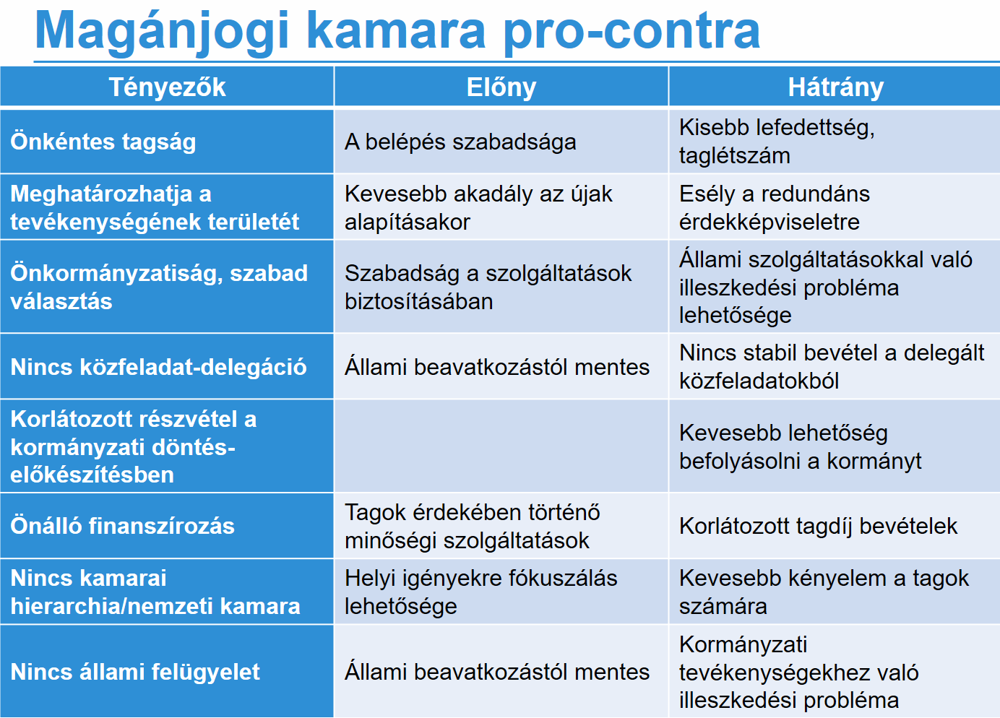 Magánjogi kamara pro-contra
Tényezők
Előny
Hátrány
Önkéntes tagság
A belépés szabadsága
Kisebb lefedettség,
taglétszám
Meghatározhatja a
tevékenységének területét
Kevesebb akadály az újak
alapításakor
Esély a redundáns
érdekképviseletre
Önkormányzatiság, szabad
választás
Szabadság a szolgáltatások
biztosításában
Állami szolgáltatásokkal való
illeszkedési probléma
lehetősége
Nincs közfeladat-delegáció
Állami beavatkozástól mentes
Nincs stabil bevétel a delegált
közfeladatokból
Korlátozott részvétel a
kormányzati döntés-
előkészítésben
Kevesebb lehetőség
befolyásolni a kormányt
Önálló finanszírozás
Tagok érdekében történő
minőségi szolgáltatások
Korlátozott tagdíj bevételek
Nincs kamarai
hierarchia/nemzeti kamara
Helyi igényekre fókuszálás
lehetősége
Kevesebb kényelem a tagok
számára
Nincs állami felügyelet
Állami beavatkozástól mentes
Kormányzati
tevékenységekhez való
illeszkedési probléma